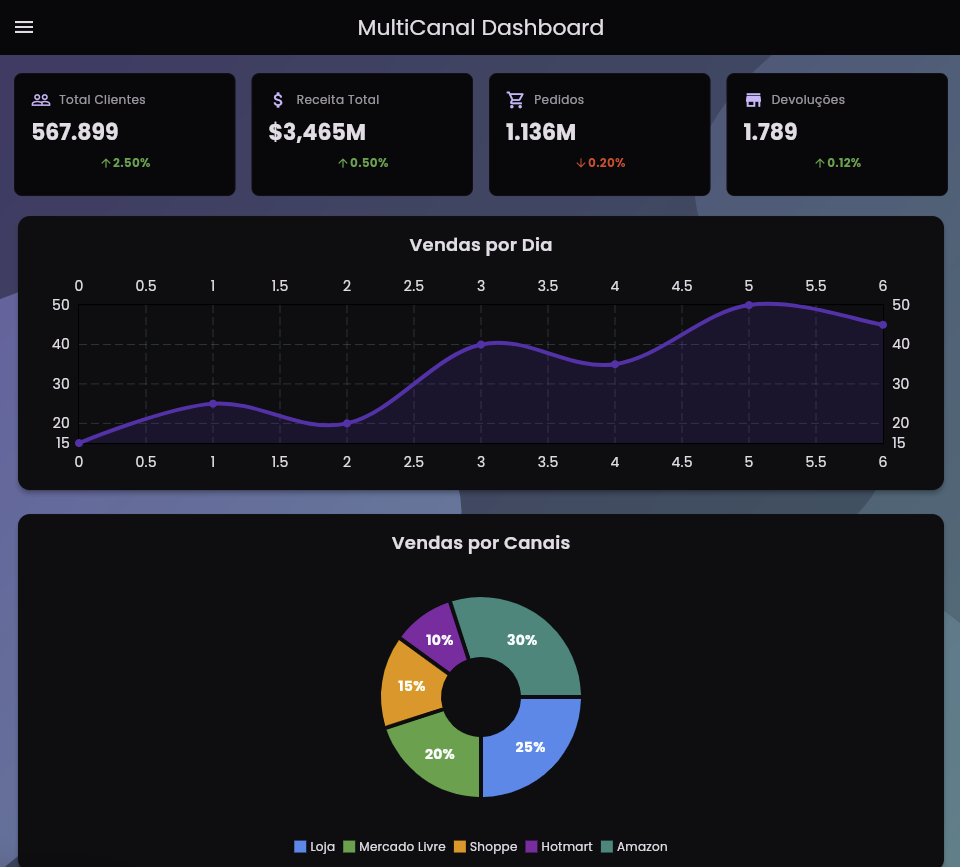 MultiCanal Dashboard
Total Clientes
567.899
↑2.50%
Receita Total
$3,465M
↑0.50%
Pedidos
1.136M
↓0.20%
Devoluções
1.789
↑0.12%
Vendas por Dia
0 0.5 1 1.5 2 2.5 3 3.5 4 4.5 5 5.5 6
50 50
40 40
30 30
20 20
15 15
0 0.5 1 1.5 2 2.5 3 3.5 4 4.5 5 5.5 6
Vendas por Canais
10% 30%
15%
25%
20%
Loja Mercado Livre Shoppe Hotmart Amazon